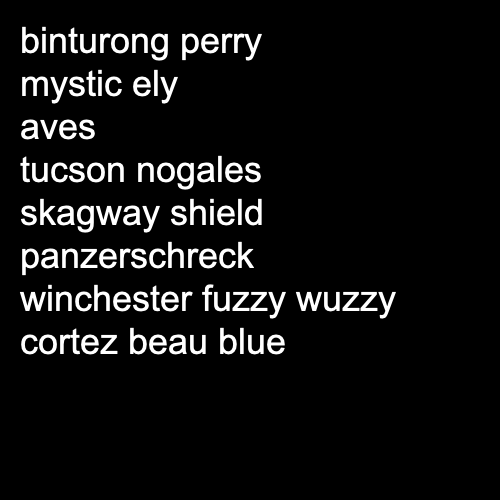 binturong perry
mystic ely
aves
tucson nogales
skagway shield
panzerschreck
winchester fuzzy wuzzy
cortez beau blue